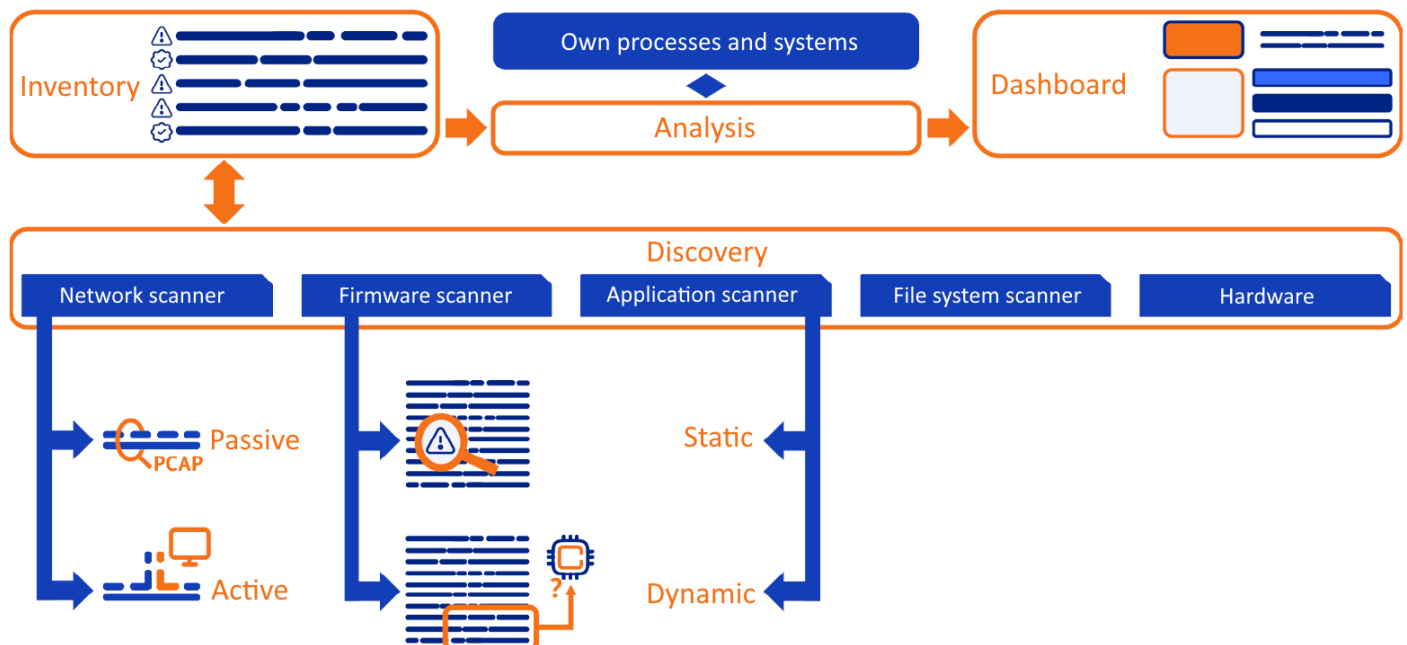 Inventory
Own processes and systems
Analysis
Dashboard
Discovery
Network scanner
Firmware scanner
Application scanner
File system scanner
Hardware
PCAP
Passive
Static
Active
?
Dynamic